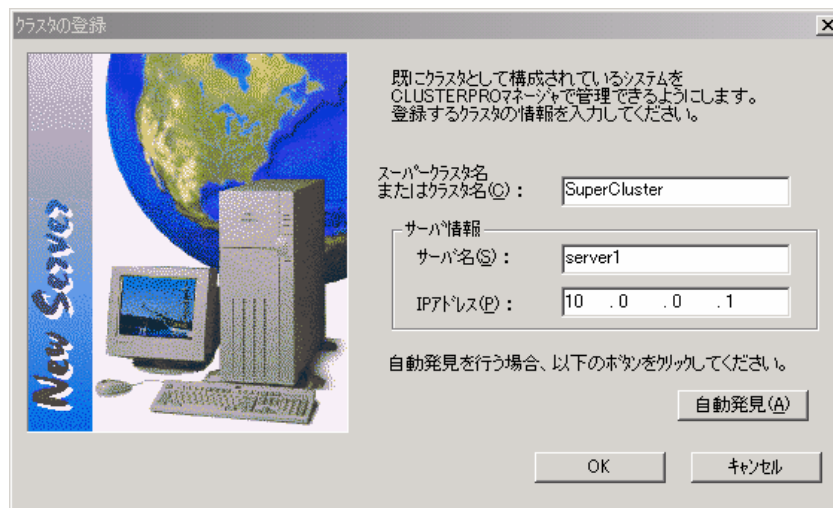 クラスタの登録
既にクラスタとして構成されているシステムを
CLUSTERPROマネージャで管理できるようにします。
登録するクラスタの情報を入力してください。
スーパークラスタ名
またはクラスタ名(C)： SuperCluster
サーバ情報
サーバ名(S)： server1
IPアドレス(P)： 10 .0 .0 .1
自動発見を行う場合、以下のボタンをクリックしてください。
自動発見(A)
OK キャンセル
New Server